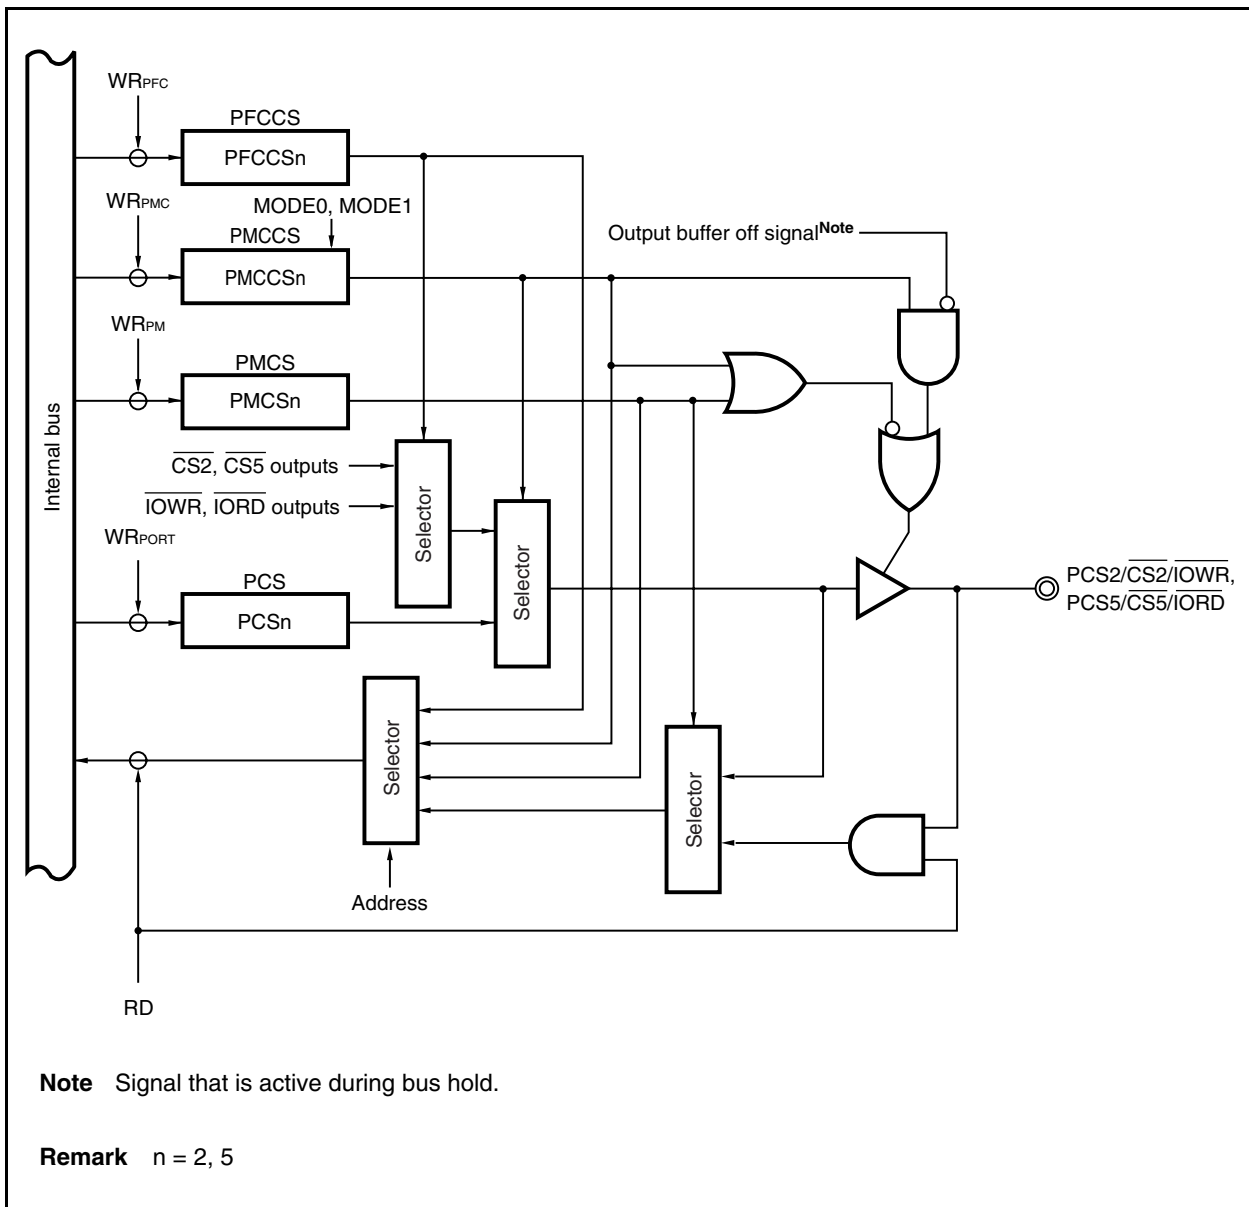 WRPFC
PFCCS
PFCCSn
WRPMC
MODE0, MODE1
PMCCS
PMCCSn
Output buffer off signalNote
WRPM
PMCS
PMCSn
Internal bus
CS2, CS5 outputs
IOWR, IORD outputs
Selector
Selector
WRPORT
PCS
PCSn
PCS2/CS2/IOWR,
PCS5/CS5/IORD
Selector
Selector
Address
RD
Note Signal that is active during bus hold.
Remark n = 2, 5